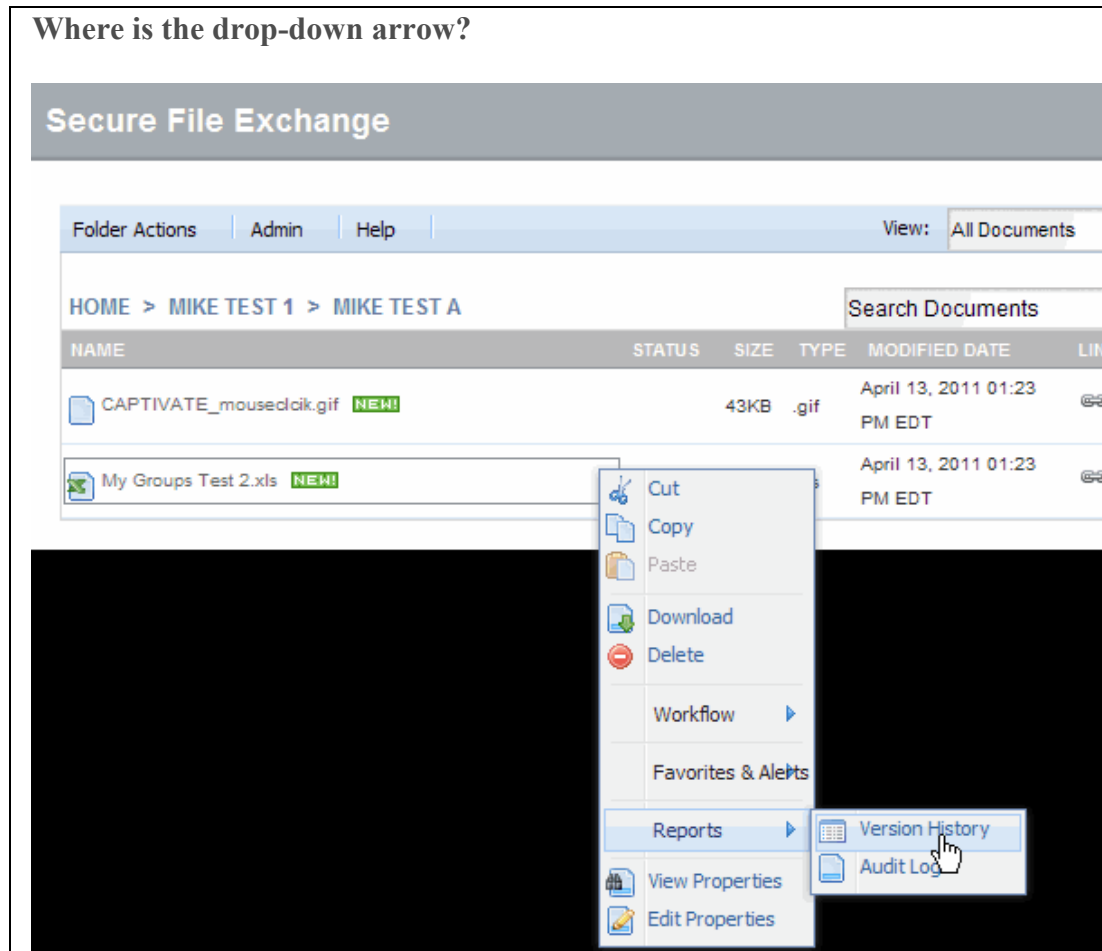 Where is the drop-down arrow?
Secure File Exchange
Folder Actions Admin Help View: All Documents
HOME > MIKE TEST 1 > MIKE TEST A Search Documents
NAME STATUS SIZE TYPE MODIFIED DATE
CAPTIVATE_mouseclcik.gif NEW! 43KB .gif April 13, 2011 01:23
PM EDT
My Groups Test 2.xls NEW! April 13, 2011 01:23
PM EDT
Cut
Copy
Paste
Download
Delete
Workflow
Favorites & Alerts
Reports
Version History
Audit Log
View Properties
Edit Properties